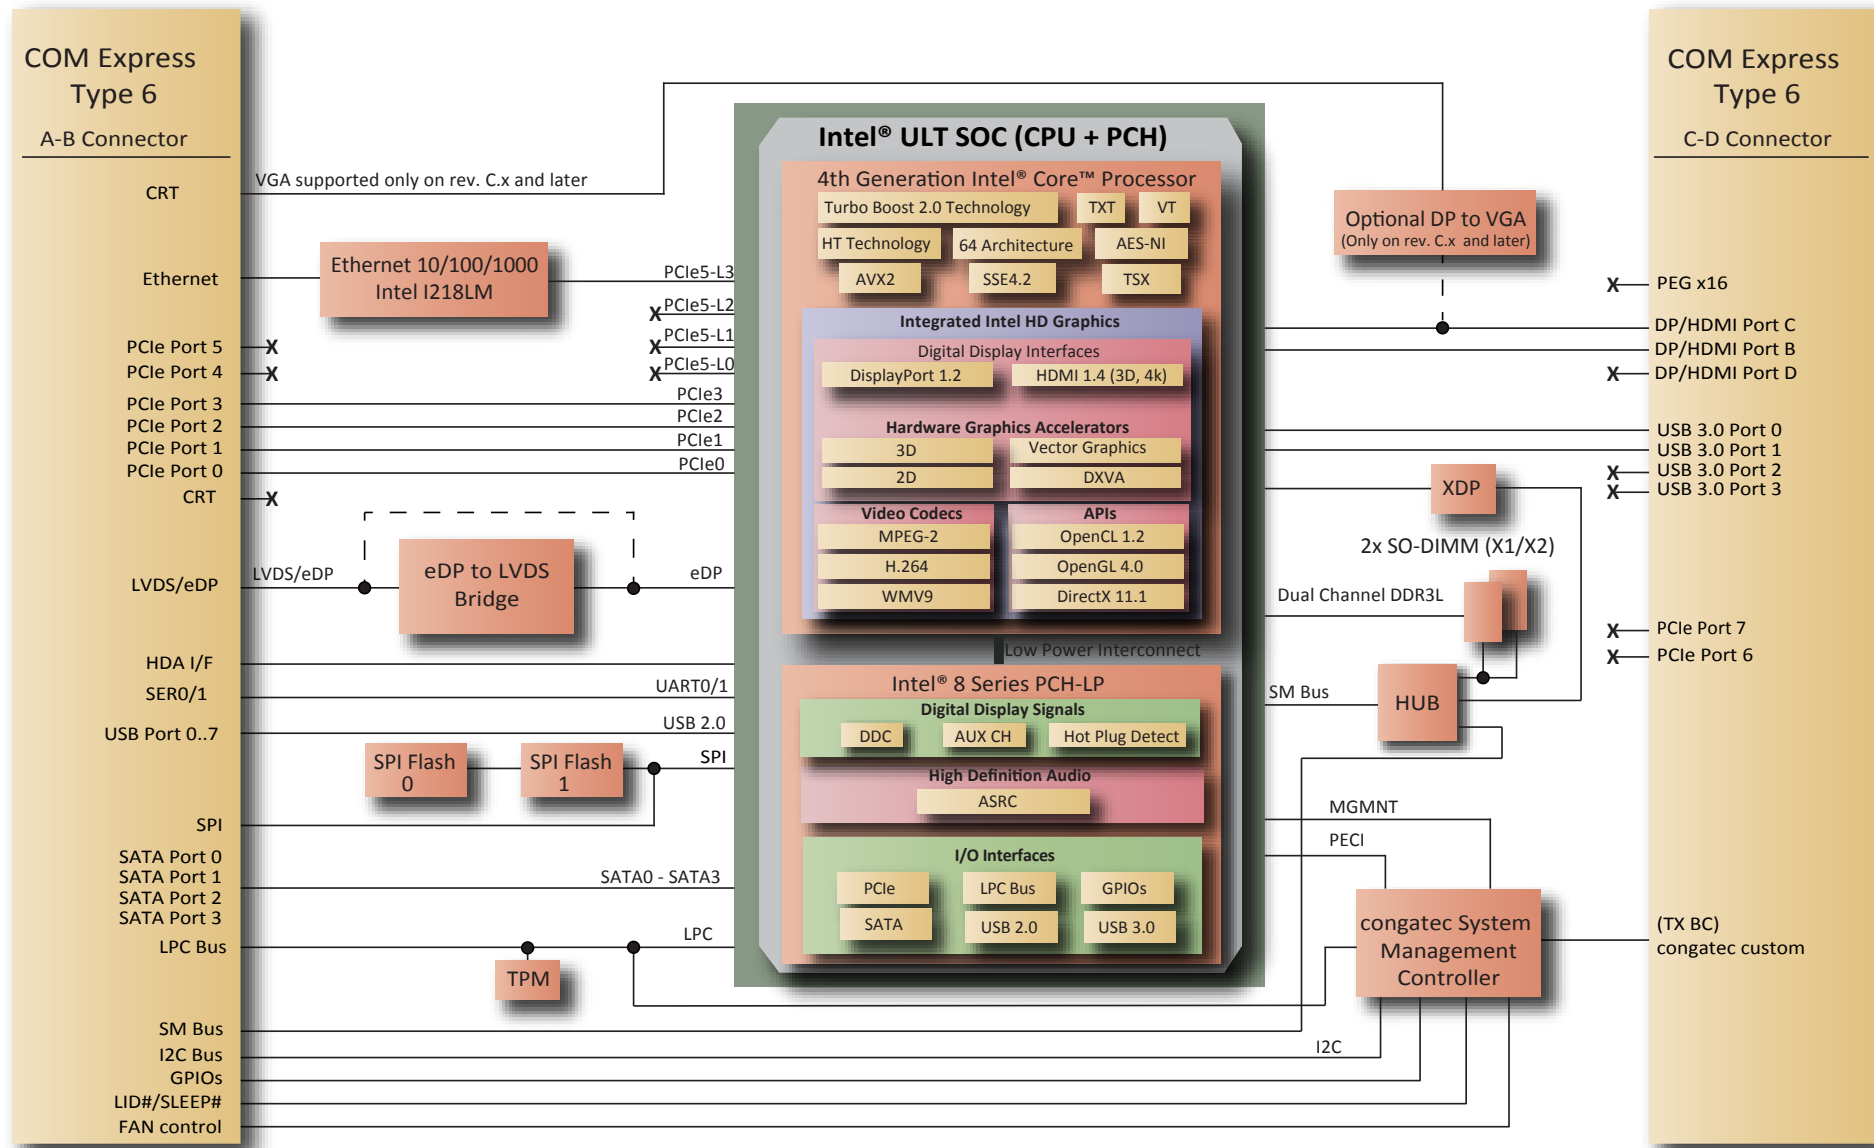 COM Express
Type 6
A-B Connector
CRT
Ethernet
PCIe Port 5
PCIe Port 4
PCIe Port 3
PCIe Port 2
PCIe Port 1
PCIe Port 0
CRT
LVDS/eDP
HDA I/F
SER0/1
USB Port 0..7
SPI
SATA Port 0
SATA Port 1
SATA Port 2
SATA Port 3
LPC Bus
SM Bus
I2C Bus
GPIOs
LID#/SLEEP#
FAN control
VGA supported only on rev. C.x and later
Ethernet 10/100/1000
Intel I218LM
X
X
X
LVDS/eDP
eDP to LVDS
Bridge
SPI Flash
0
SPI Flash
1
TPM
PCIe5-L3
X PCIe5-L2
X PCIe5-L1
X PCIe5-L0
PCIe3
PCIe2
PCIe1
PCIe0
eDP
UART0/1
USB 2.0
SPI
SATA0 - SATA3
LPC
Intel® ULT SOC (CPU + PCH)
4th Generation Intel® Core™ Processor
Turbo Boost 2.0 Technology
TXT
VT
HT Technology
64 Architecture
AES-NI
AVX2
SSE4.2
TSX
Integrated Intel HD Graphics
Digital Display Interfaces
DisplayPort 1.2
HDMI 1.4 (3D, 4k)
Hardware Graphics Accelerators
3D
Vector Graphics
2D
DXVA
Video Codecs
MPEG-2
H.264
WMV9
APIs
OpenCL 1.2
OpenGL 4.0
DirectX 11.1
Low Power Interconnect
Intel® 8 Series PCH-LP
Digital Display Signals
DDC
AUX CH
Hot Plug Detect
High Definition Audio
ASRC
I/O Interfaces
PCIe
LPC Bus
GPIOs
SATA
USB 2.0
USB 3.0
Optional DP to VGA
(Only on rev. C.x and later)
XDP
2x SO-DIMM (X1/X2)
Dual Channel DDR3L
SM Bus
HUB
MGMNT
PECI
congatec System
Management
Controller
I2C
COM Express
Type 6
C-D Connector
X PEG x16
DP/HDMI Port C
DP/HDMI Port B
X DP/HDMI Port D
USB 3.0 Port 0
USB 3.0 Port 1
X USB 3.0 Port 2
X USB 3.0 Port 3
X PCIe Port 7
X PCIe Port 6
(TX BC)
congatec custom